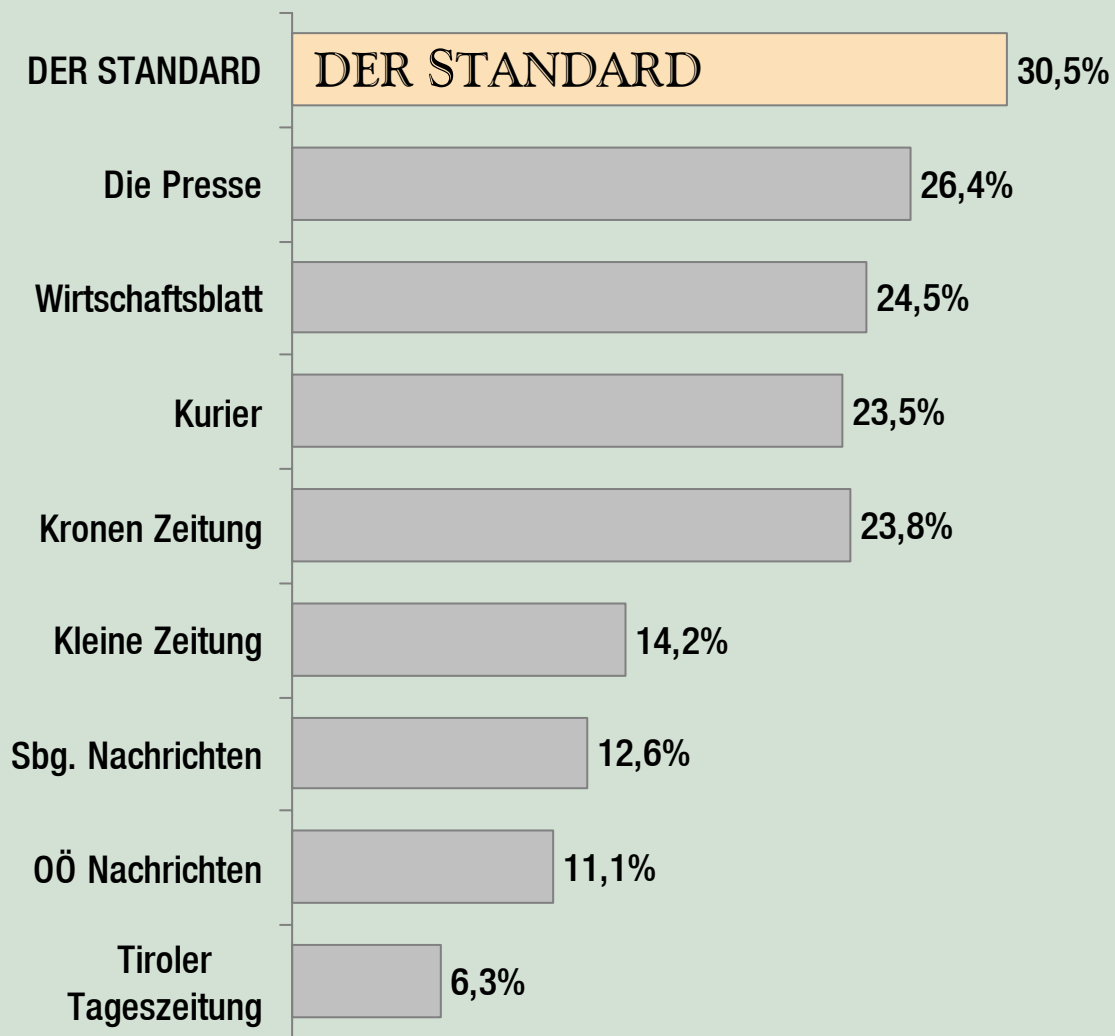 DER STANDARD DER STANDARD 30,5%
Die Presse 26,4%
Wirtschaftsblatt 24,5%
Kurier 23,5%
Kronen Zeitung 23,8%
Kleine Zeitung 14,2%
Sbg. Nachrichten 12,6%
OÖ Nachrichten 11,1%
Tiroler
Tageszeitung 6,3%